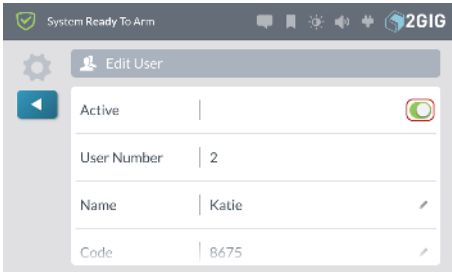 System Ready To Arm
2GIG
Edit User
Active
User Number 2
Name Katie
Code 8675